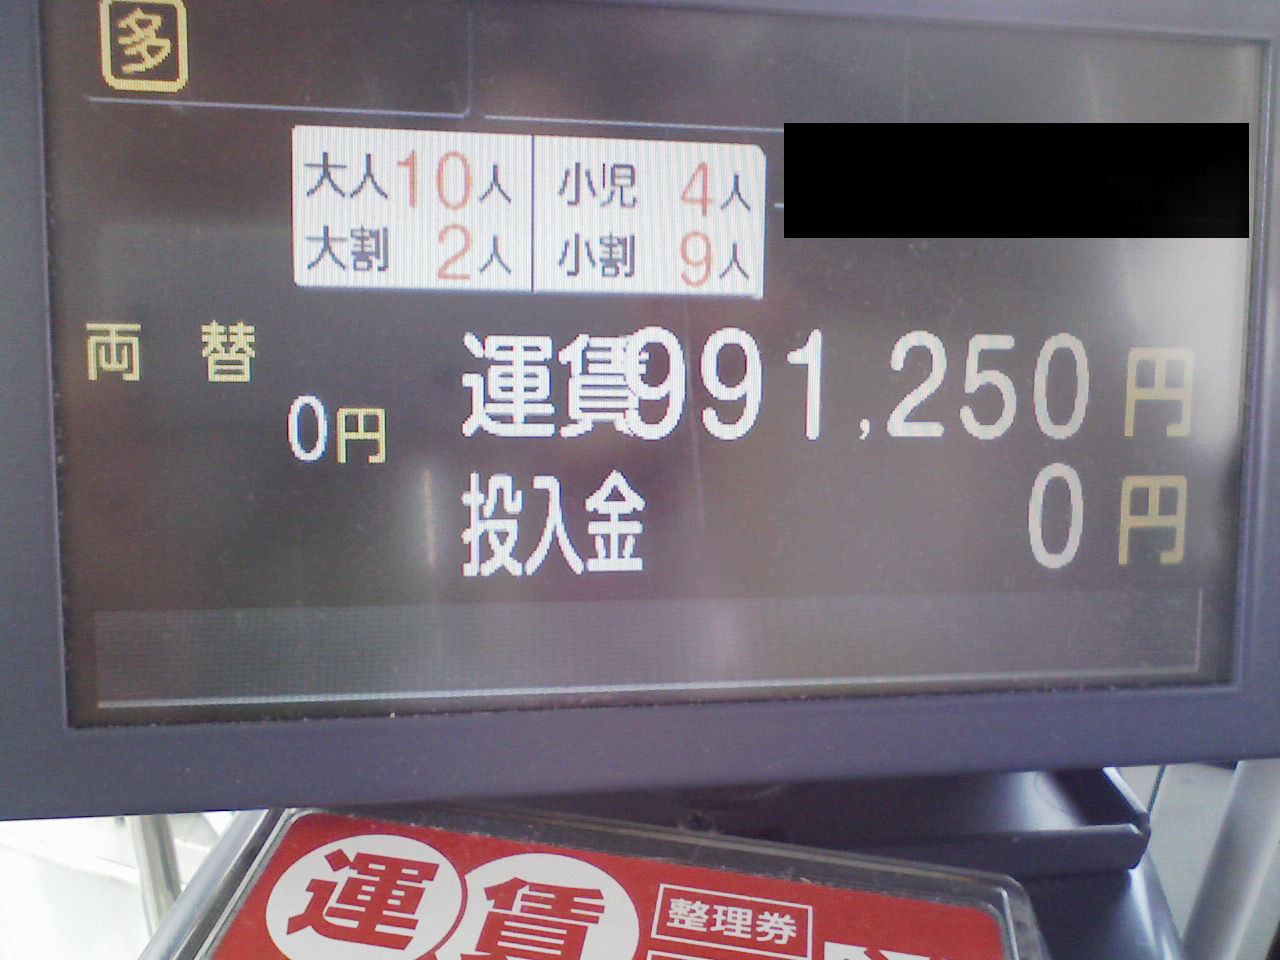 多
大人10人 小児 4人
大割 2人 小割 9人
両 替
0円
運賃991,250円
投入金 0円
運賃
整理券